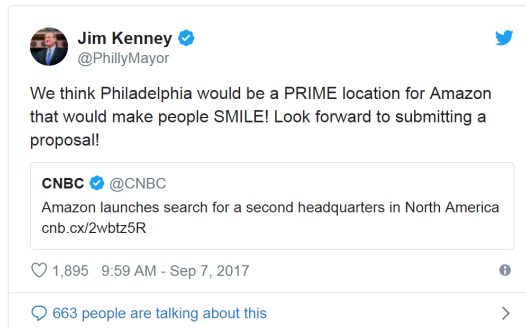 Jim Kenney
@PhillyMayor
We think Philadelphia would be a PRIME location for Amazon
that would make people SMILE! Look forward to submitting a
proposal!
CNBC @CNBC
Amazon launches search for a second headquarters in North America
cnb.cx/2wbtz5R
1,895 9:59 AM - Sep 7, 2017
663 people are talking about this